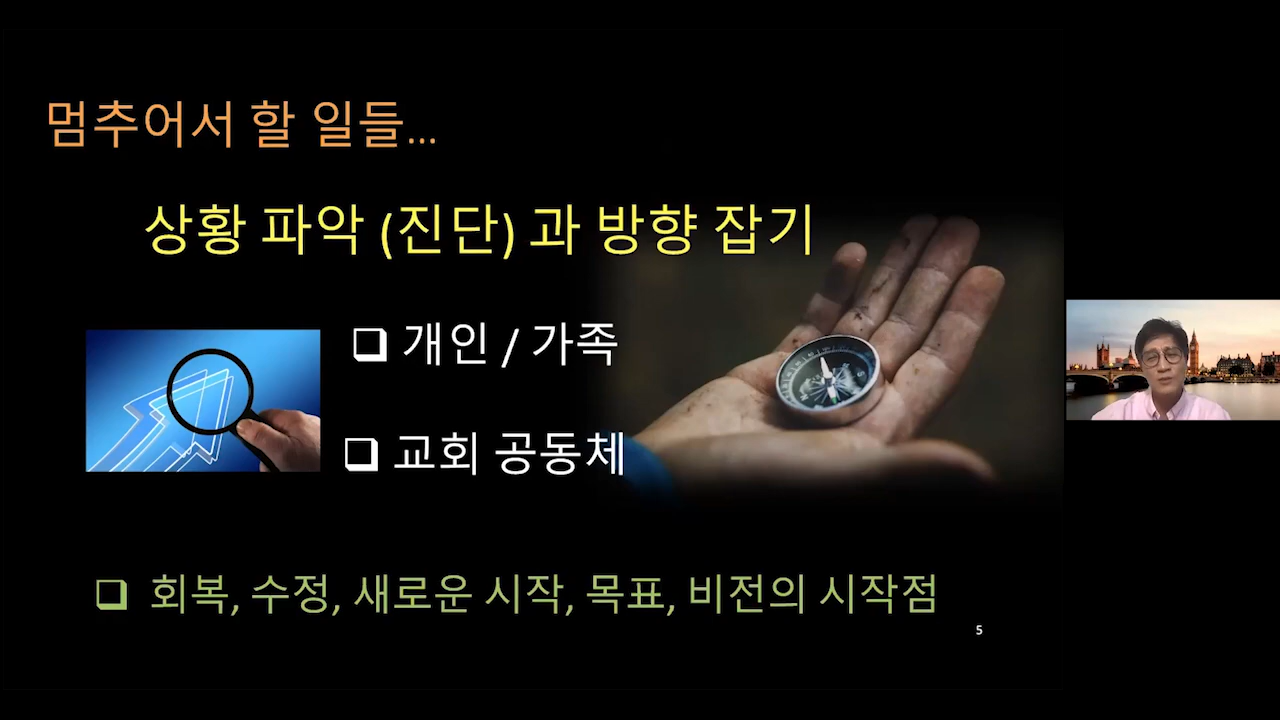 멈추어서 할 일들...
상황 파악 (진단) 과 방향 잡기
❑ 개인 / 가족
❑ 교회 공동체
❑ 회복, 수정, 새로운 시작, 목표, 비전의 시작점
5